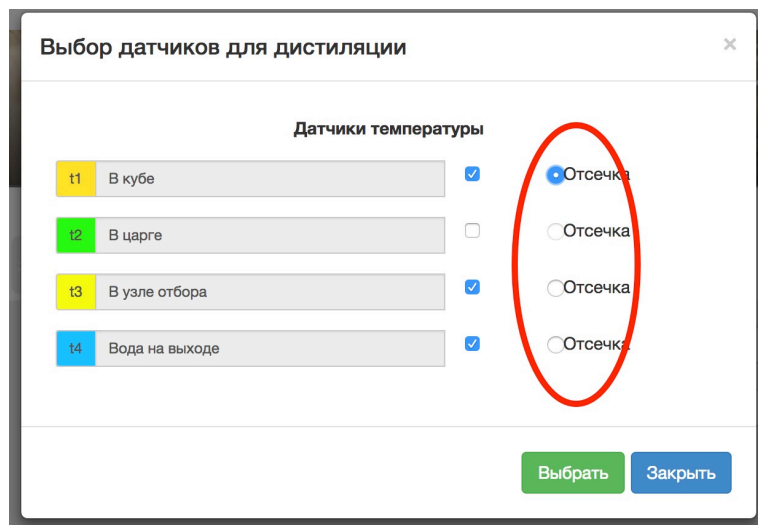 Выбор датчиков для дистиляции ×
Датчики температуры
t1 В кубе Отсечка
t2 В царге Отсечка
t3 В узле отбора Отсечка
t4 Вода на выходе Отсечка
Выбрать Закрыть